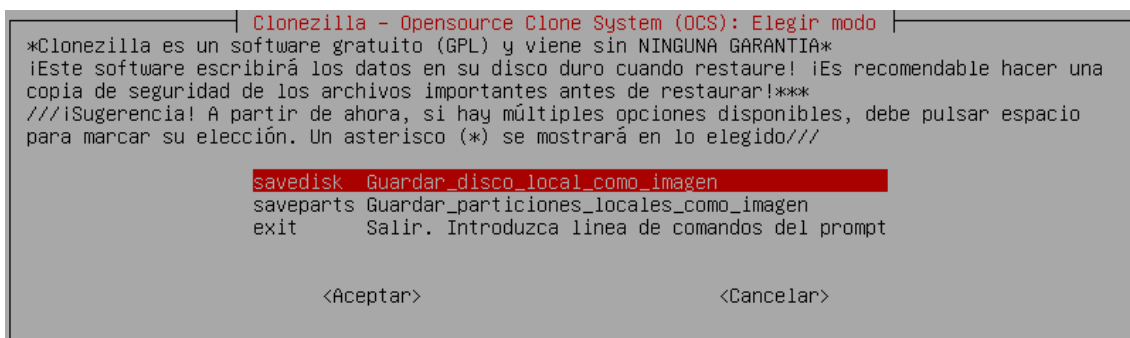 Clonezilla - Opensource Clone System (OCS): Elegir modo
*Clonezilla es un software gratuito (GPL) y viene sin NINGUNA GARANTIA*
¡Este software escribirá los datos en su disco duro cuando restaure! ¡Es recomendable hacer una
copia de seguridad de los archivos importantes antes de restaurar!***
///¡Sugerencia! A partir de ahora, si hay múltiples opciones disponibles, debe pulsar espacio
para marcar su elección. Un asterisco (*) se mostrará en lo elegido///
savedisk Guardar_disco_local_como_imagen
saveparts Guardar_particiones_locales_como_imagen
exit Salir. Introduzca linea de comandos del prompt
<Aceptar> <Cancelar>